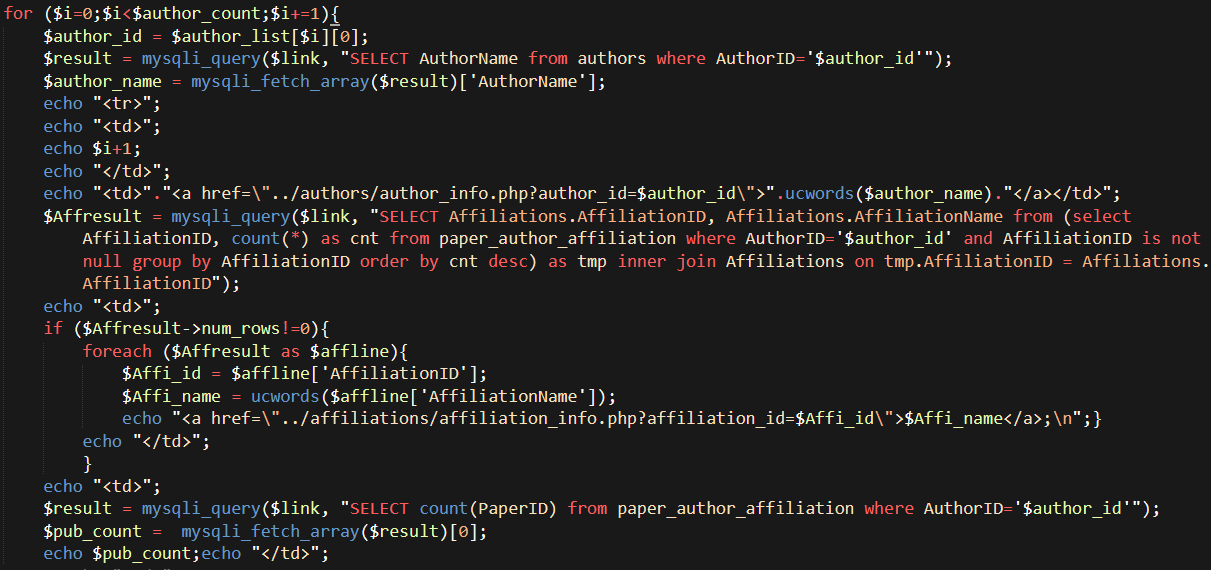 for ($i=0;$i<$author_count;$i+=1){
$author_id = $author_list[$i][0];
$result = mysqli_query($link, "SELECT AuthorName from authors where AuthorID='$author_id'");
$author_name = mysqli_fetch_array($result)['AuthorName'];
echo "<tr>";
echo "<td>";
echo $i+1;
echo "</td>";
echo "<td>"."<a href=\"../authors/author_info.php?author_id=$author_id\">".ucwords($author_name)."</a></td>";
$Affresult = mysqli_query($link, "SELECT Affiliations.AffiliationID, Affiliations.AffiliationName from (select
AffiliationID, count(*) as cnt from paper_author_affiliation where AuthorID='$author_id' and AffiliationID is not
null group by AffiliationID order by cnt desc) as tmp inner join Affiliations on tmp.AffiliationID = Affiliations.
AffiliationID");
echo "<td>";
if ($Affresult->num_rows!=0){
foreach ($Affresult as $affline){
$Affi_id = $affline['AffiliationID'];
$Affi_name = ucwords($affline['AffiliationName']);
echo "<a href=\"../affiliations/affiliation_info.php?affiliation_id=$Affi_id\">$Affi_name</a>;\n";}
echo "</td>";
}
echo "<td>";
$result = mysqli_query($link, "SELECT count(PaperID) from paper_author_affiliation where AuthorID='$author_id'");
$pub_count =  mysqli_fetch_array($result)[0];
echo $pub_count;echo "</td>";